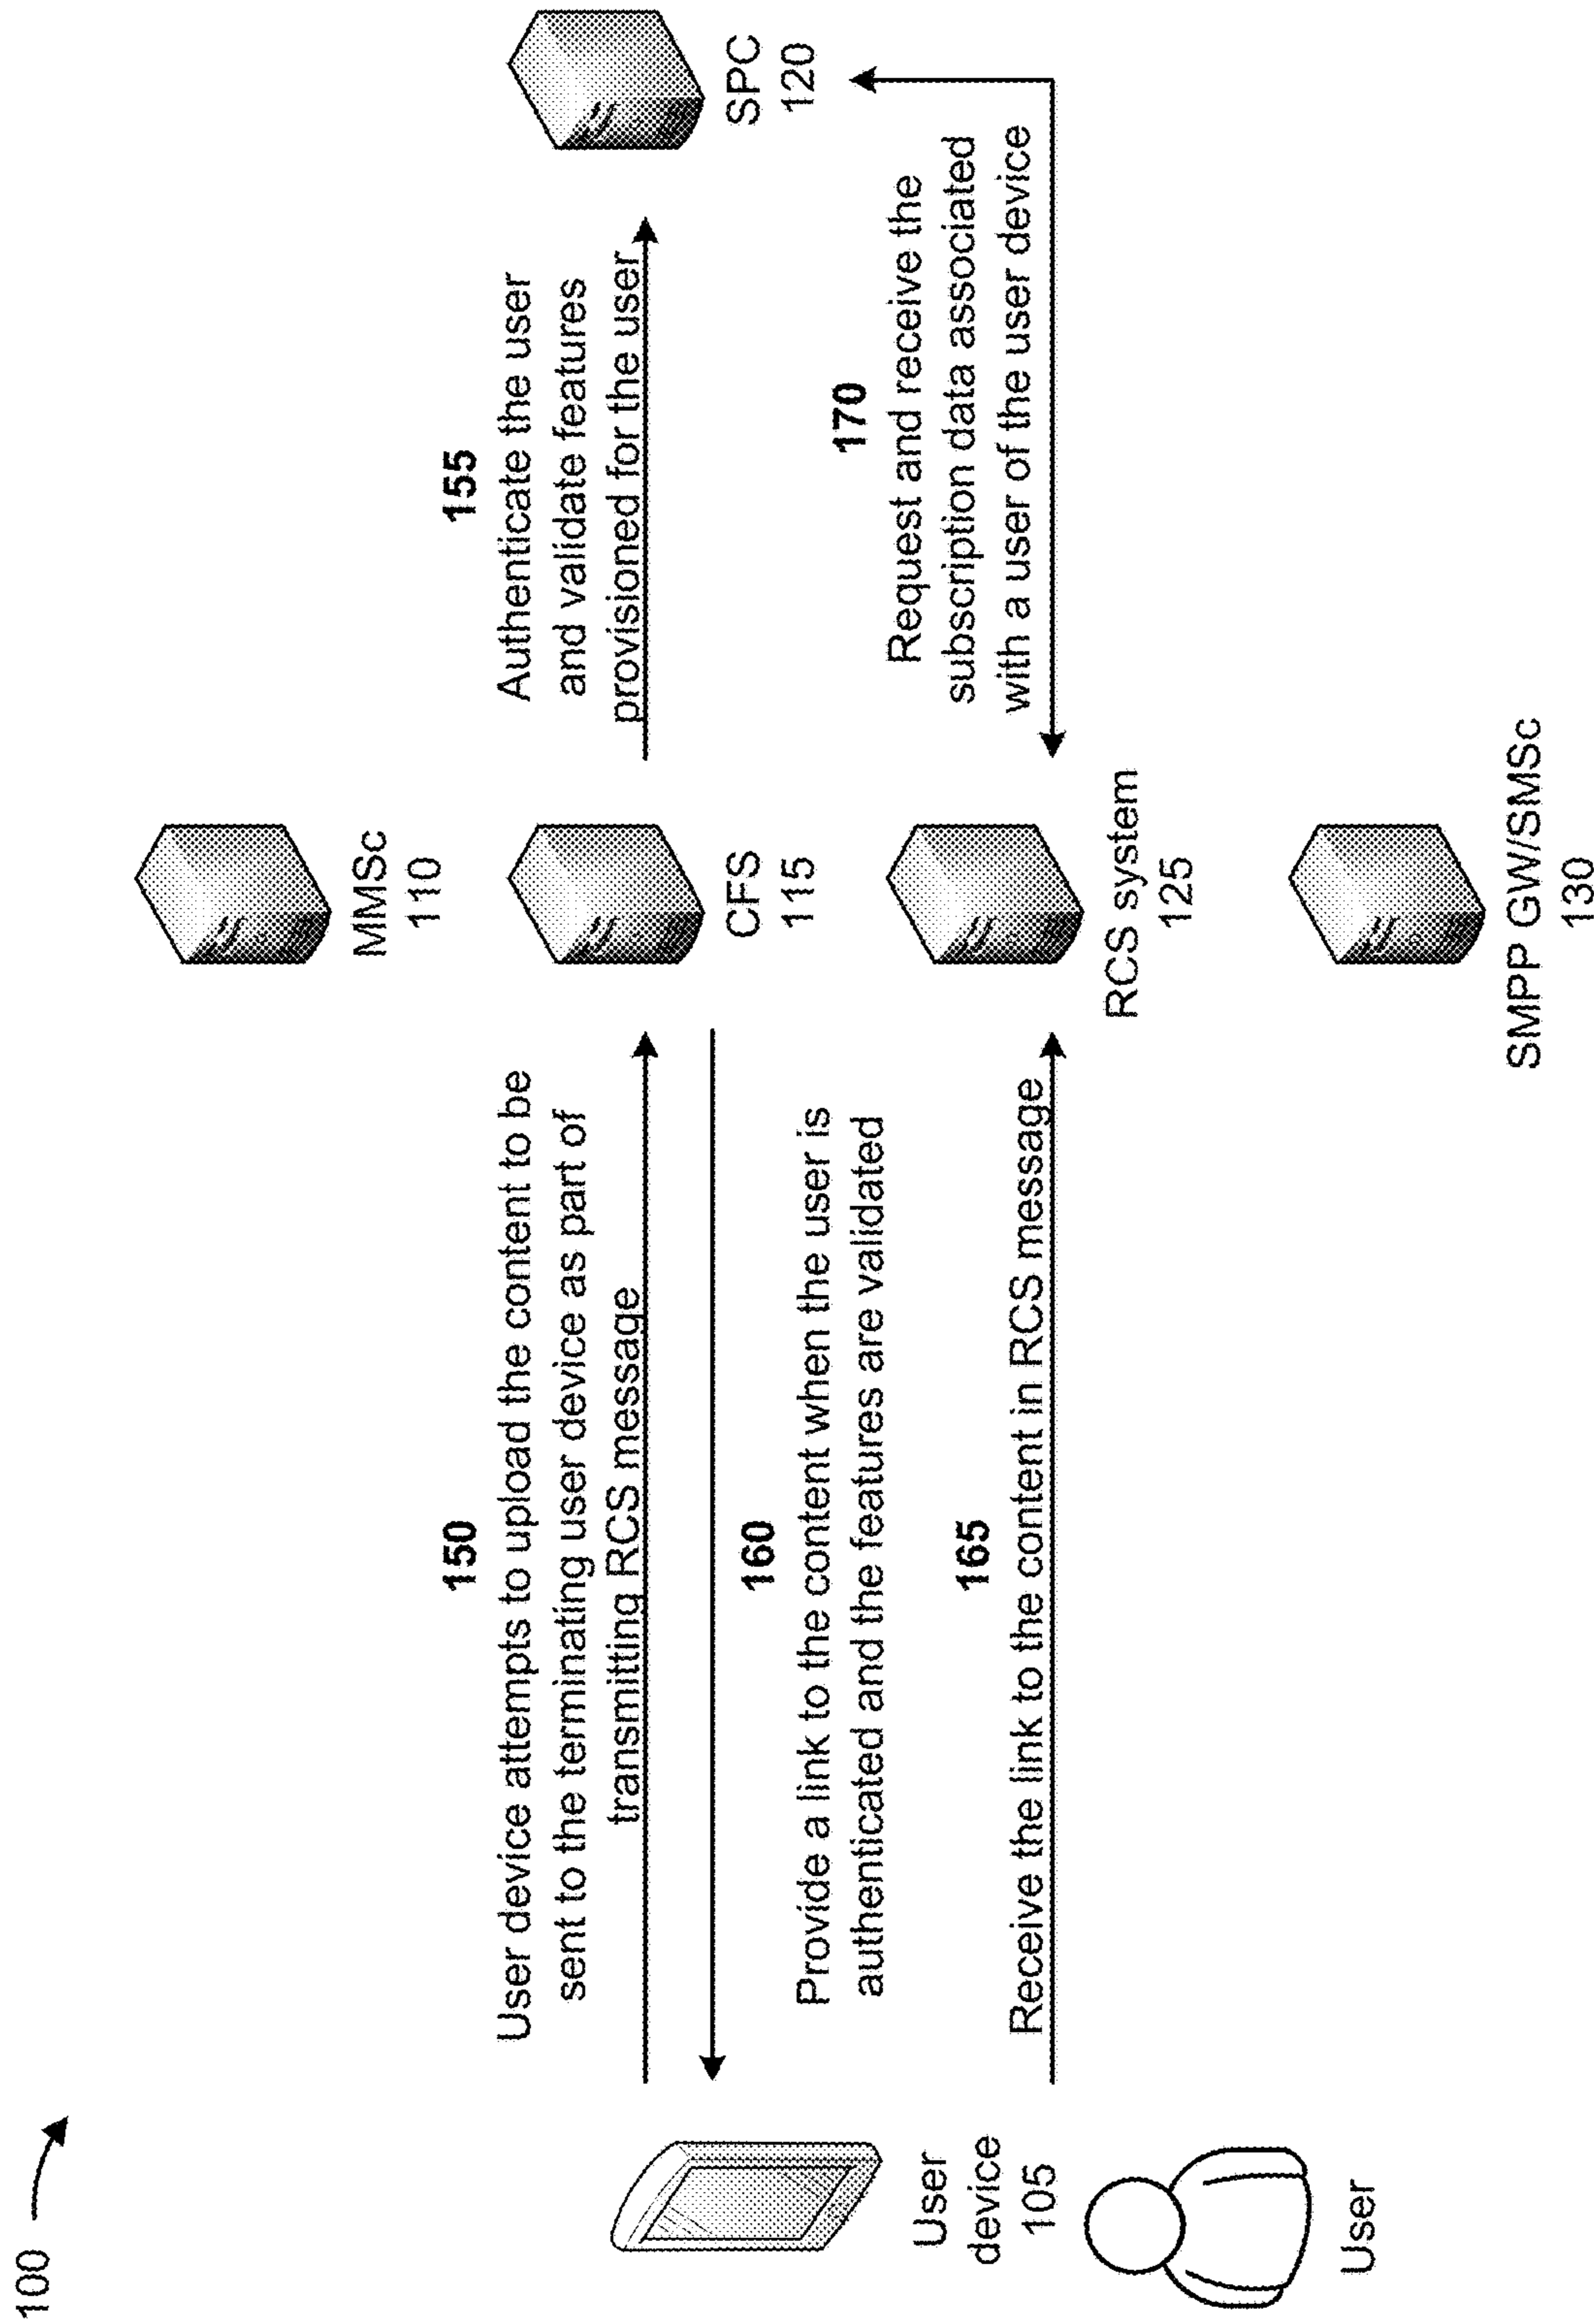 100
MMSc
110
150
User device attempts to upload the content to be
sent to the terminating user device as part of
transmitting RCS message
155
Authenticate the user
and validate features
provisioned for the user
CFS
115
SPC
120
160
Provide a link to the content when the user is
authenticated and the features are validated
170
Request and receive the
subscription data associated
with a user of the user device
165
Receive the link to the content in RCS message
User
device
105
RCS system
125
User
SMPP GW/SMSc
130